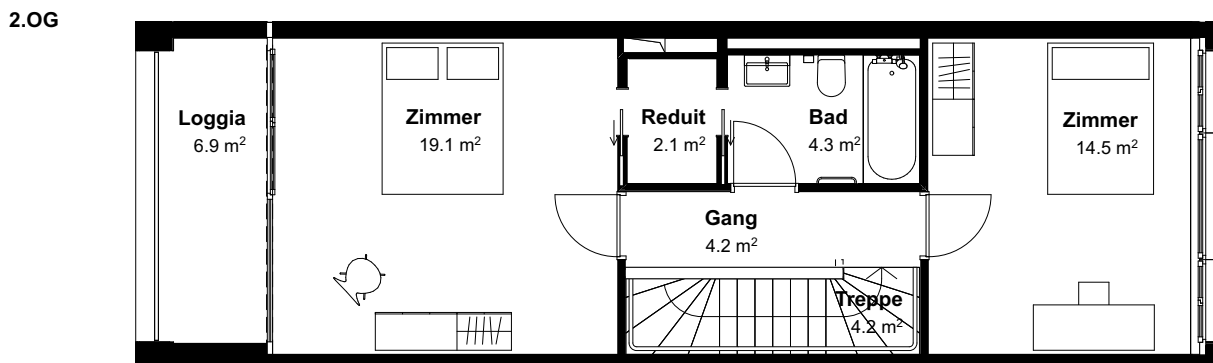 2.OG
Loggia
6.9 m²
Zimmer
19.1 m²
Reduit
2.1 m²
Bad
4.3 m²
Zimmer
14.5 m²
Gang
4.2 m²
Treppe
4.2 m²